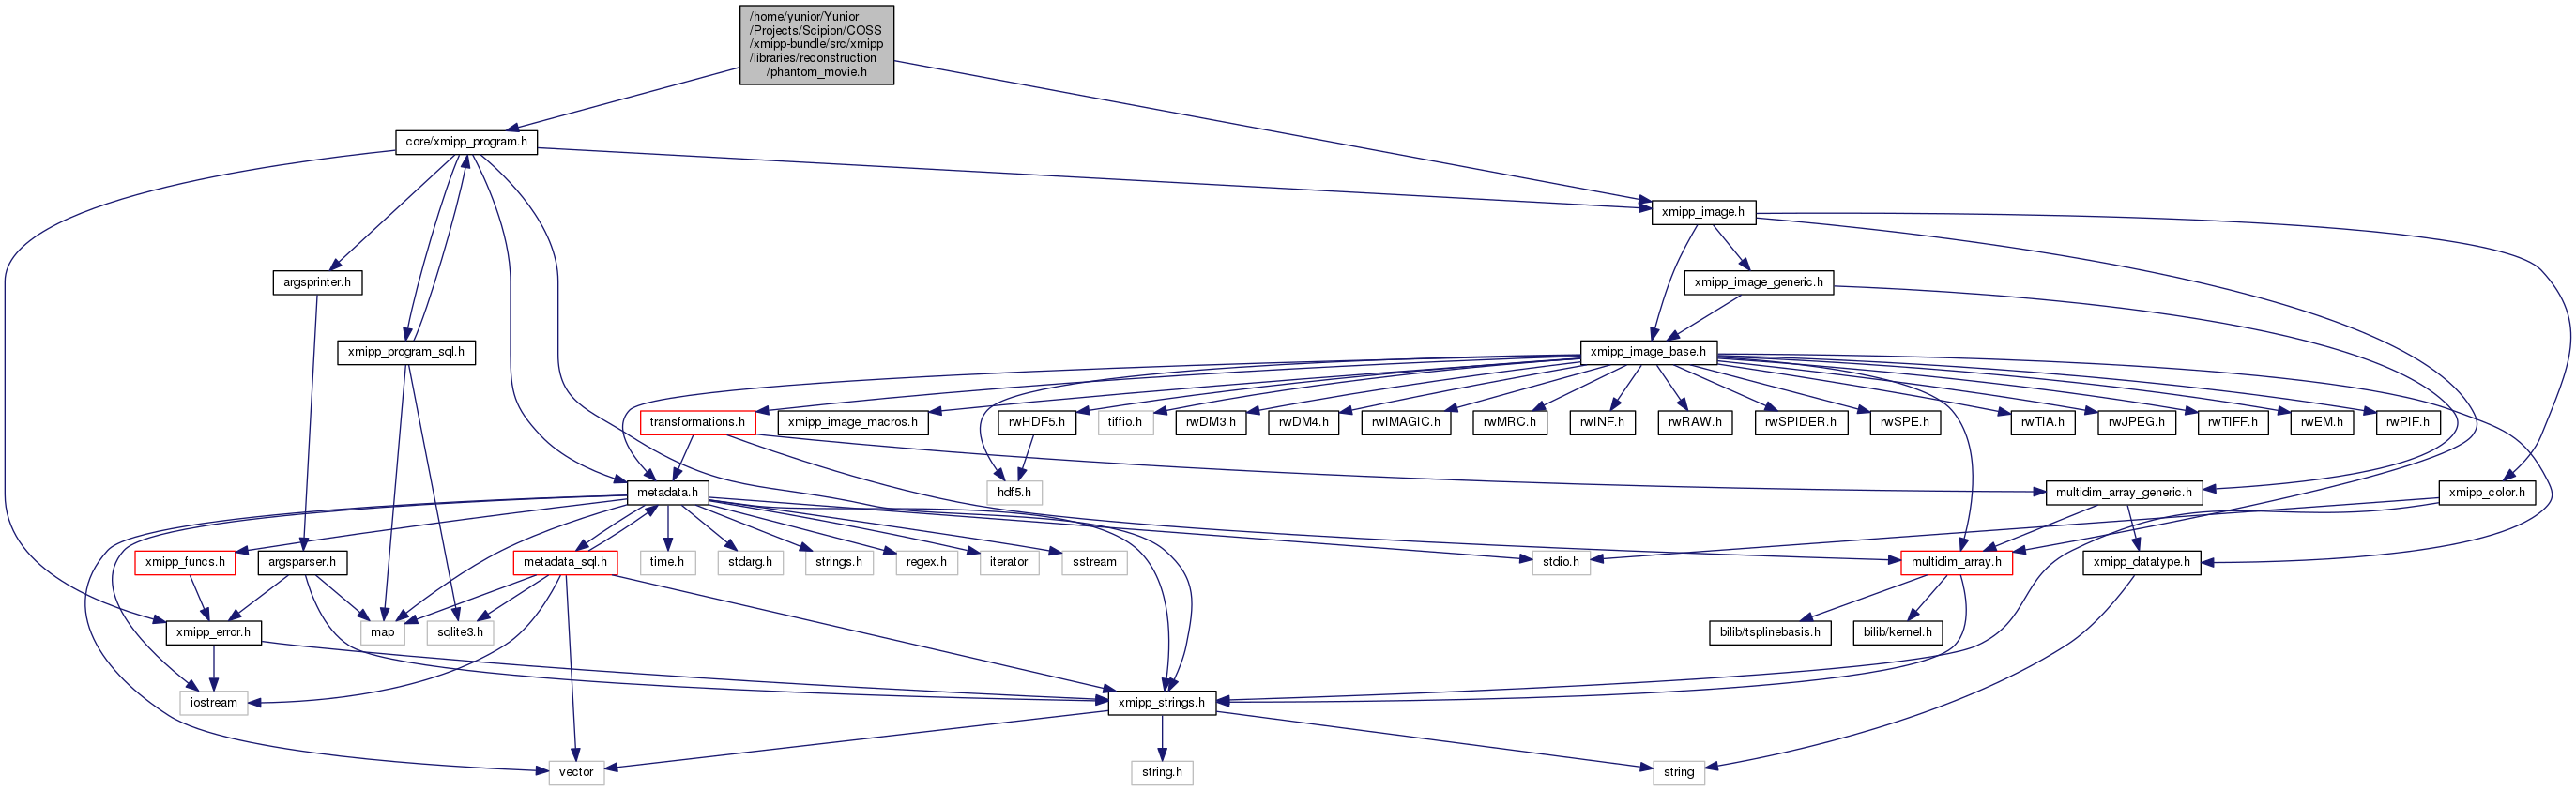 /home/yunior/Yunior
/Projects/Scipion/COSS
/xmipp-bundle/src/xmipp
/libraries/reconstruction
/phantom_movie.h
core/xmipp_program.h
xmipp_image.h
argsprinter.h
xmipp_image_generic.h
xmipp_program_sql.h
xmipp_image_base.h
transformations.h
xmipp_image_macros.h
rwHDF5.h
tiffio.h
rwDM3.h
rwDM4.h
rwIMAGIC.h
rwMRC.h
rwINF.h
rwRAW.h
rwSPIDER.h
rwSPE.h
rwTIA.h
rwJPEG.h
rwTIFF.h
rwEM.h
rwPIF.h
metadata.h
hdf5.h
multidim_array_generic.h
xmipp_color.h
xmipp_funcs.h
argsparser.h
metadata_sql.h
time.h
stdarg.h
strings.h
regex.h
iterator
sstream
stdio.h
multidim_array.h
xmipp_datatype.h
xmipp_error.h
map
sqlite3.h
bilib/tsplinebasis.h
bilib/kernel.h
iostream
xmipp_strings.h
vector
string.h
string